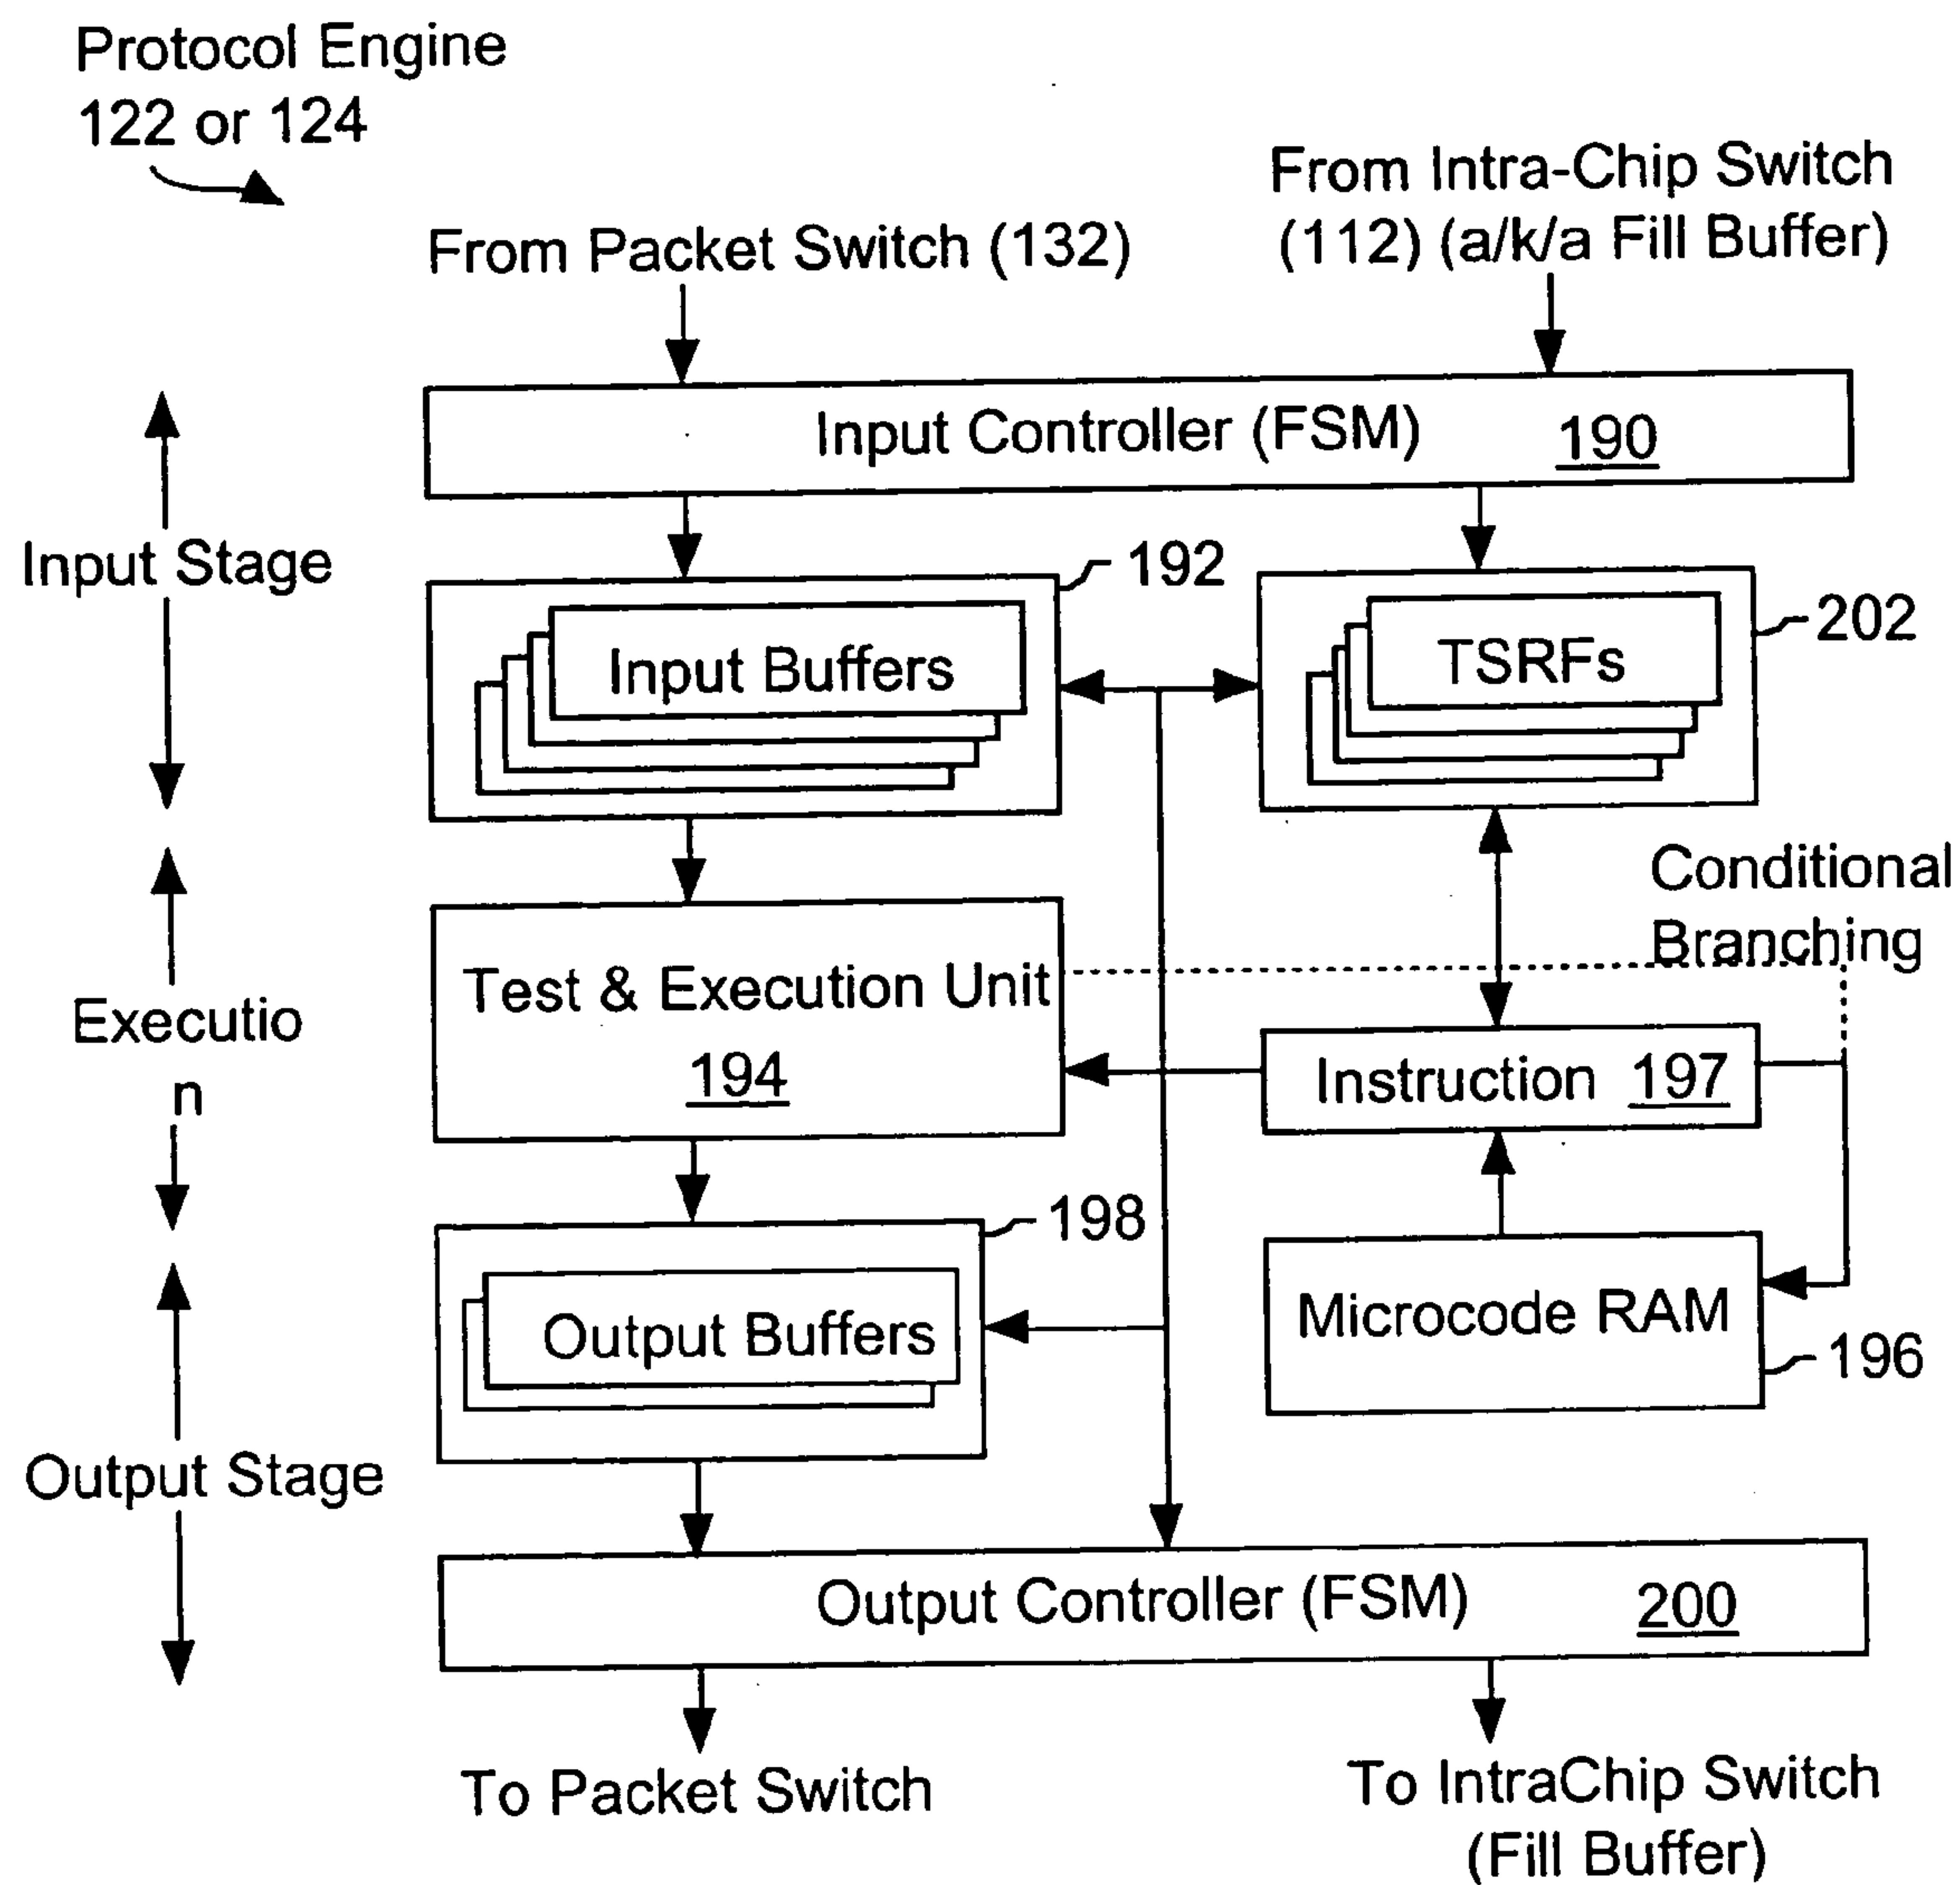 Protocol Engine
122 or 124
From Intra-Chip Switch
(112) (a/k/a Fill Buffer)
From Packet Switch (132)
Input Controller (FSM) 190
Input Stage
192
202
Input Buffers
TSRFs
Conditional
Branching
Test & Execution Unit
194
Executio
n
Instruction 197
198
Output Buffers
Microcode RAM
196
Output Stage
Output Controller (FSM) 200
To Packet Switch
To IntraChip Switch
(Fill Buffer)